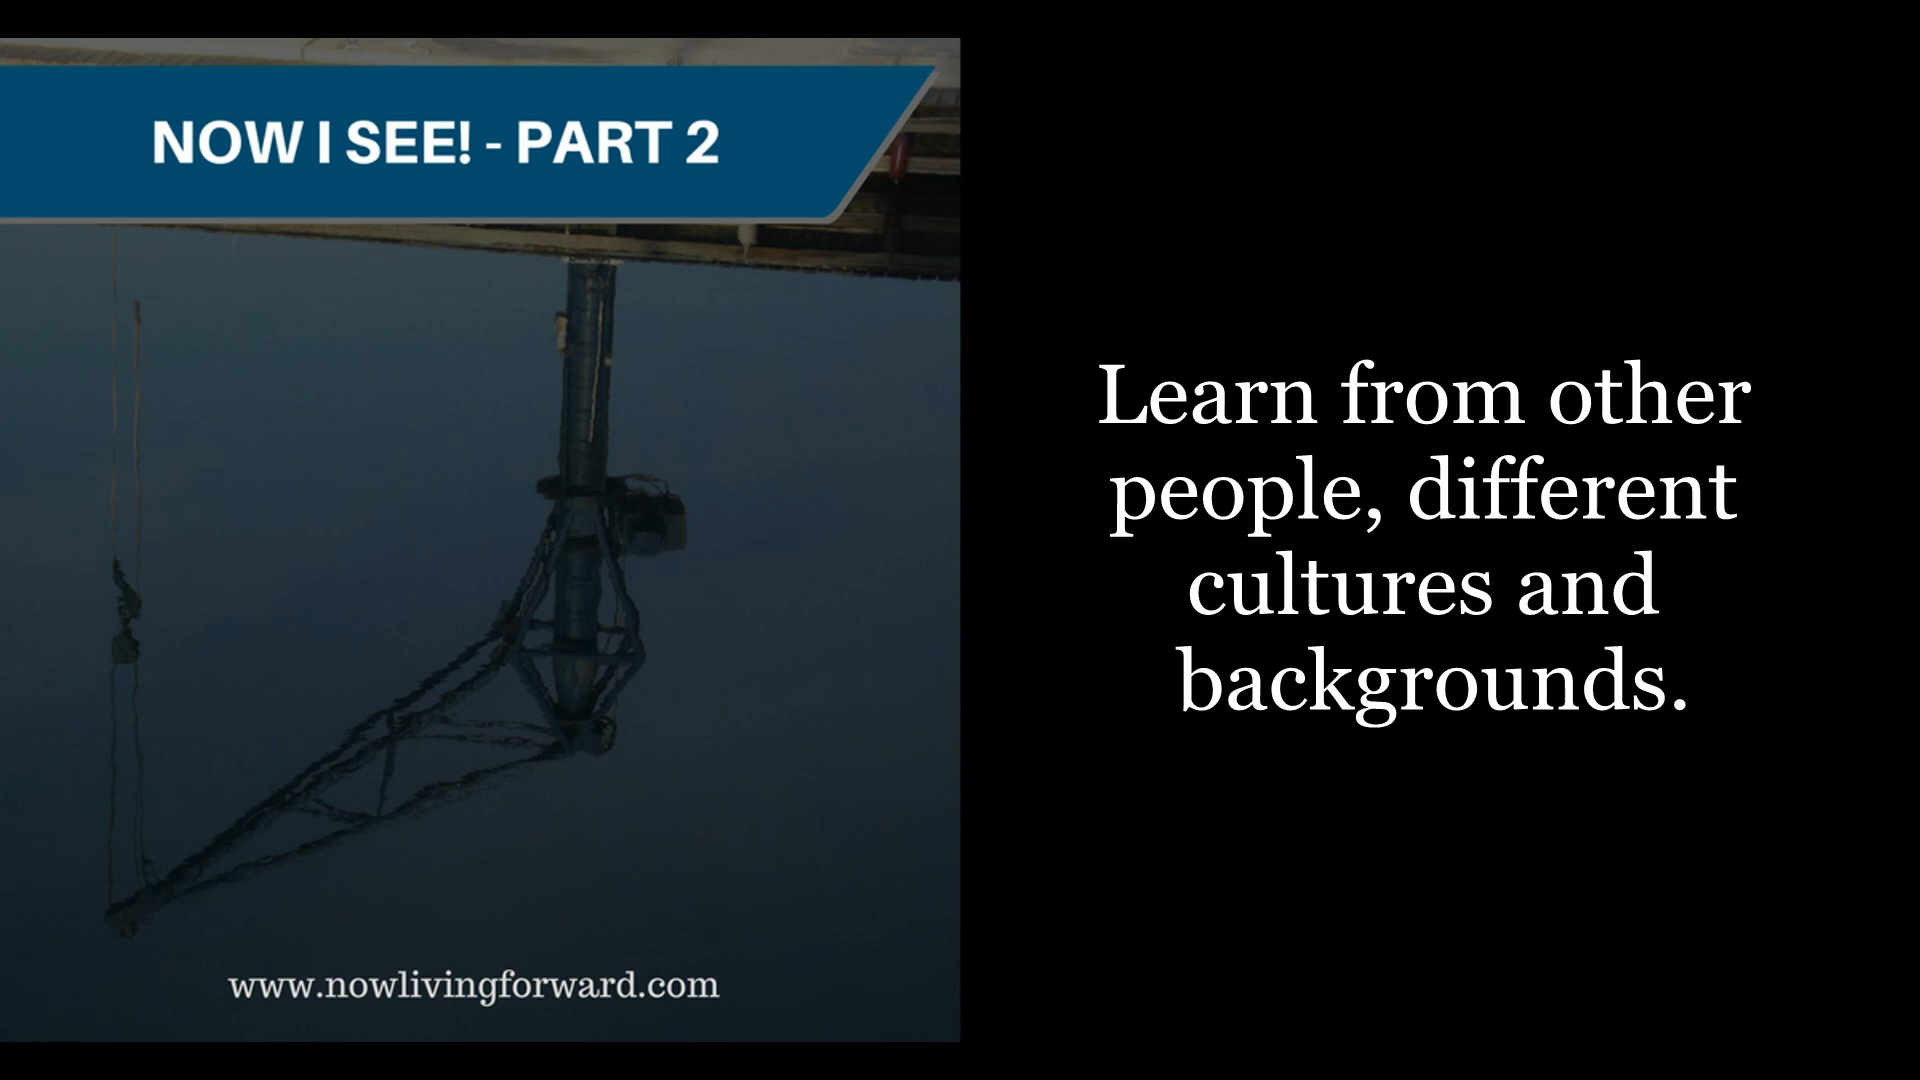 NOW I SEE! - PART 2
www.nowlivingforward.com
Learn from other
people, different
cultures and
backgrounds.